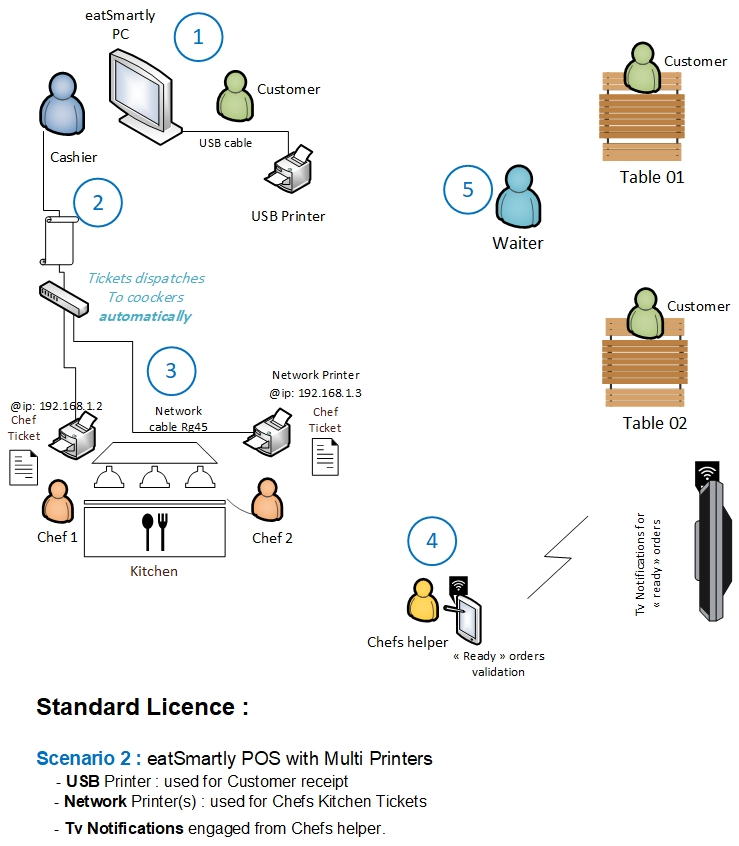 eatSmartly
PC
1
Customer
Customer
USB cable
Cashier
USB Printer
2
5
Table 01
Waiter
Tickets dispatches
To coockers
automatically
Customer
3
Network Printer
@ip: 192.168.1.3
@ip: 192.168.1.2
Chef
Ticket
Network
cable Rg45
Chef
Ticket
Table 02
Chef 1
Chef 2
Kitchen
4
Tv Notifications for
« ready » orders
Chefs helper
« Ready » orders
validation
Standard Licence :
Scenario 2 : eatSmartly POS with Multi Printers
- USB Printer : used for Customer receipt
- Network Printer(s) : used for Chefs Kitchen Tickets
- Tv Notifications engaged from Chefs helper.